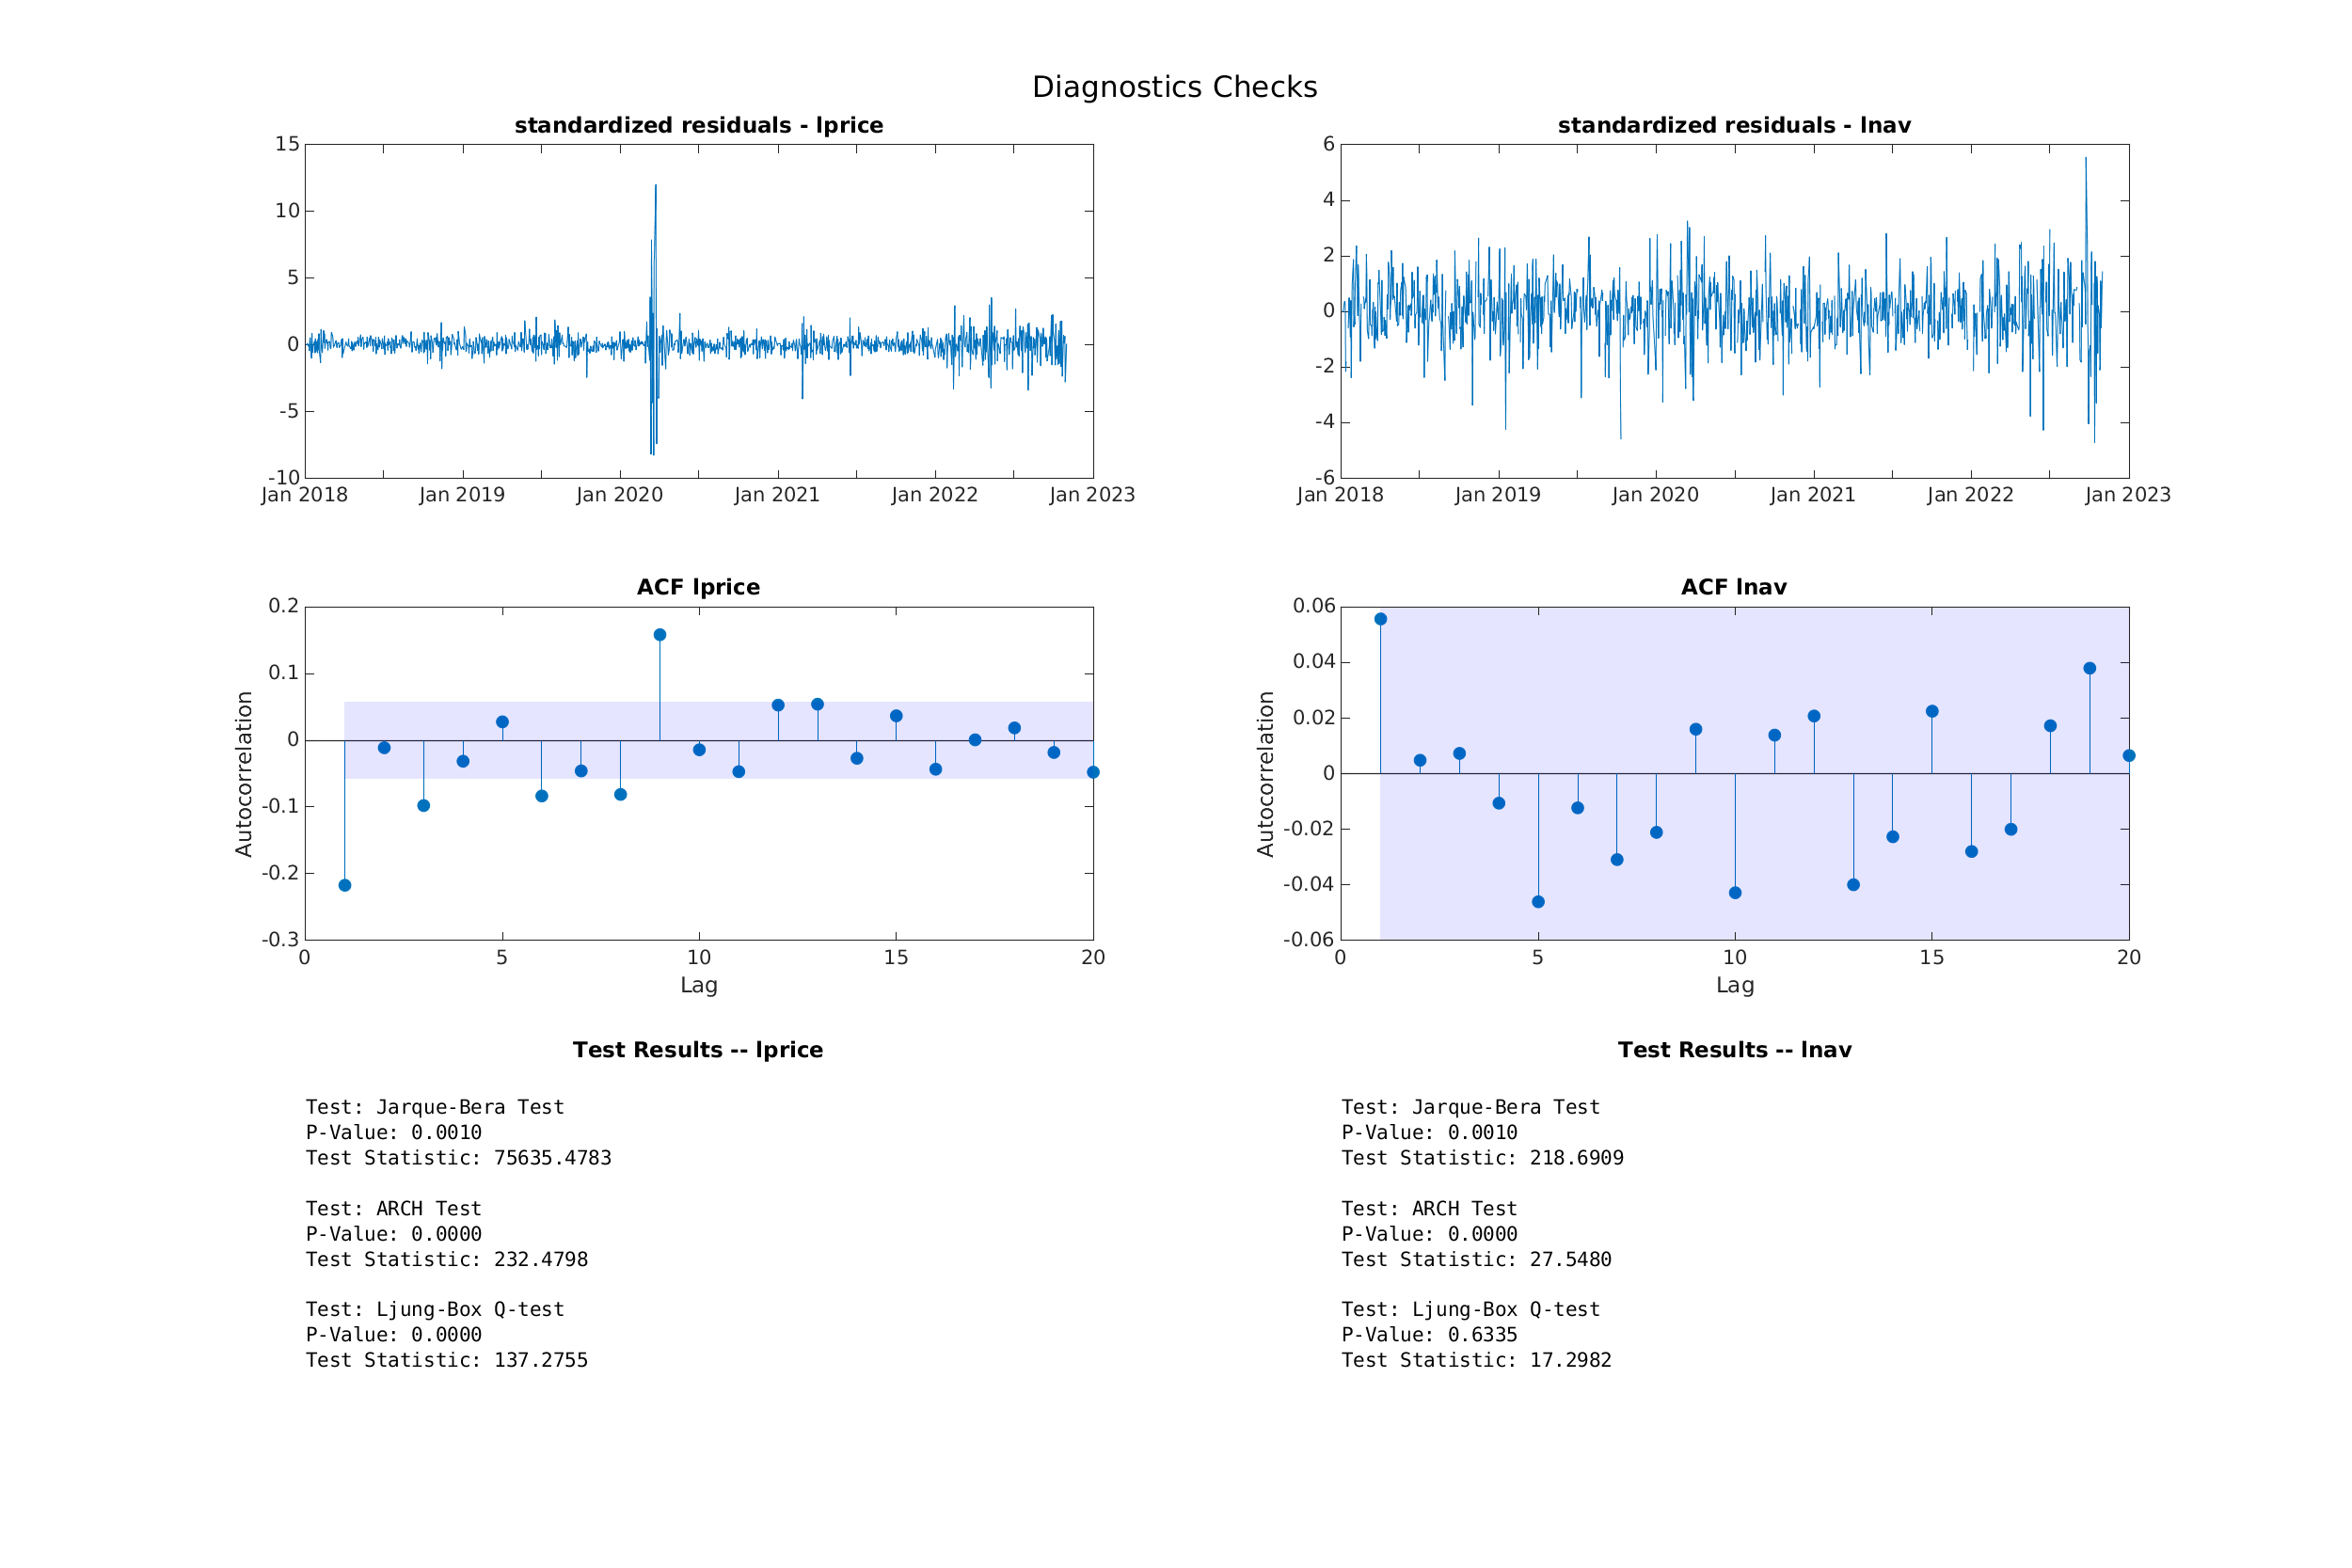 Diagnostics Checks
standardized residuals - lprice
15
10
5
0
-5
-10
Jan 2018 Jan 2019 Jan 2020 Jan 2021 Jan 2022 Jan 2023
standardized residuals - lnav
6
4
2
0
-2
-4
-6
Jan 2018 Jan 2019 Jan 2020 Jan 2021 Jan 2022 Jan 2023
ACF lprice
Autocorrelation
0.2
0.1
0
-0.1
-0.2
-0.3
0 5 10 15 20
Lag
ACF lnav
Autocorrelation
0.06
0.04
0.02
0
-0.02
-0.04
-0.06
0 5 10 15 20
Lag
Test Results -- lprice
Test: Jarque-Bera Test
P-Value: 0.0010
Test Statistic: 75635.4783
Test: ARCH Test
P-Value: 0.0000
Test Statistic: 232.4798
Test: Ljung-Box Q-test
P-Value: 0.0000
Test Statistic: 137.2755
Test Results -- lnav
Test: Jarque-Bera Test
P-Value: 0.0010
Test Statistic: 218.6909
Test: ARCH Test
P-Value: 0.0000
Test Statistic: 27.5480
Test: Ljung-Box Q-test
P-Value: 0.6335
Test Statistic: 17.2982